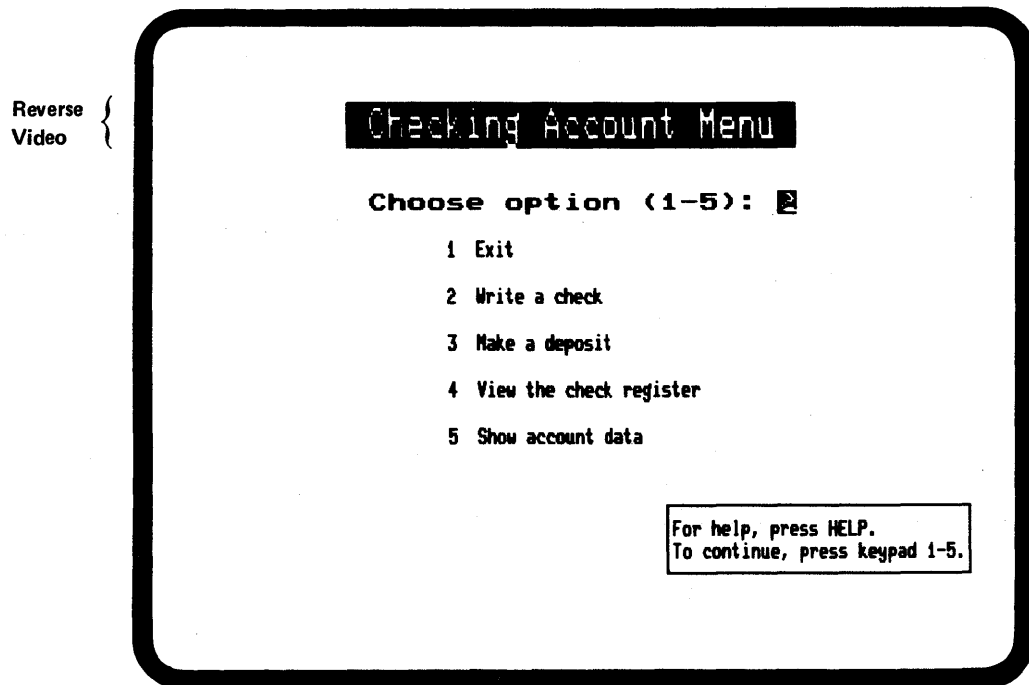 Reverse
Video
Checking Account Menu
Choose option (1-5): 2
1 Exit
2 Write a check
3 Make a deposit
4 View the check register
5 Show account data
For help, press HELP.
To continue, press keypad 1-5.